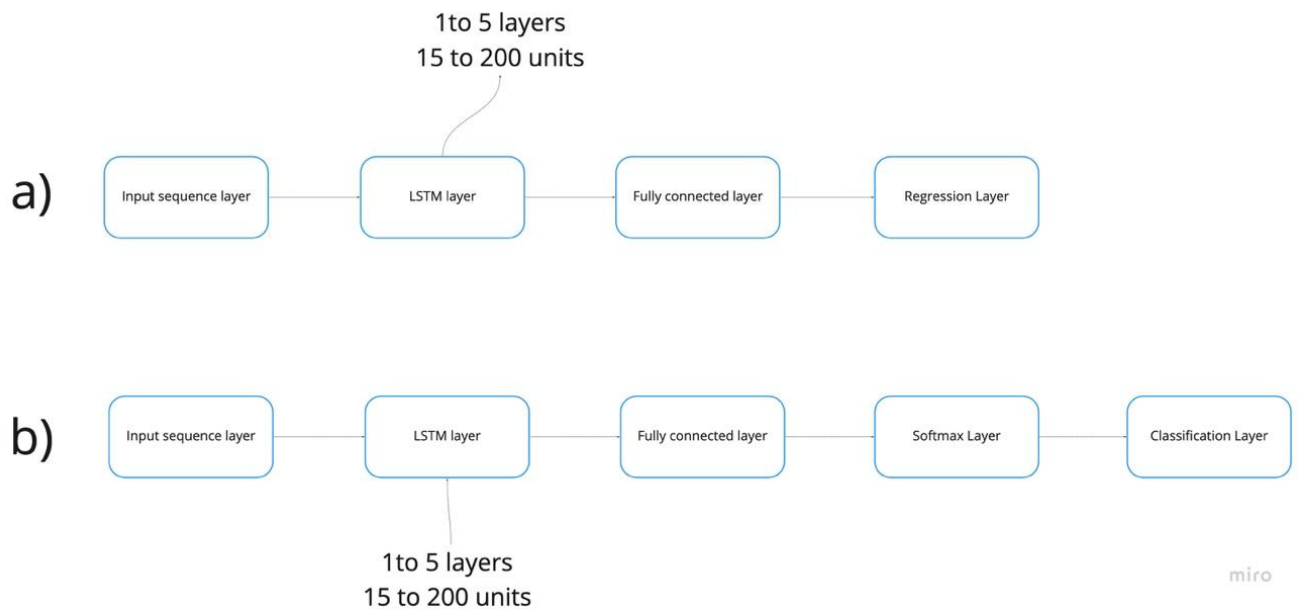 1to 5 layers
15 to 200 units
a)
Input sequence layer
LSTM layer
Fully connected layer
Regression Layer
b)
Input sequence layer
LSTM layer
Fully connected layer
Softmax Layer
Classification Layer
1to 5 layers
15 to 200 units
miro